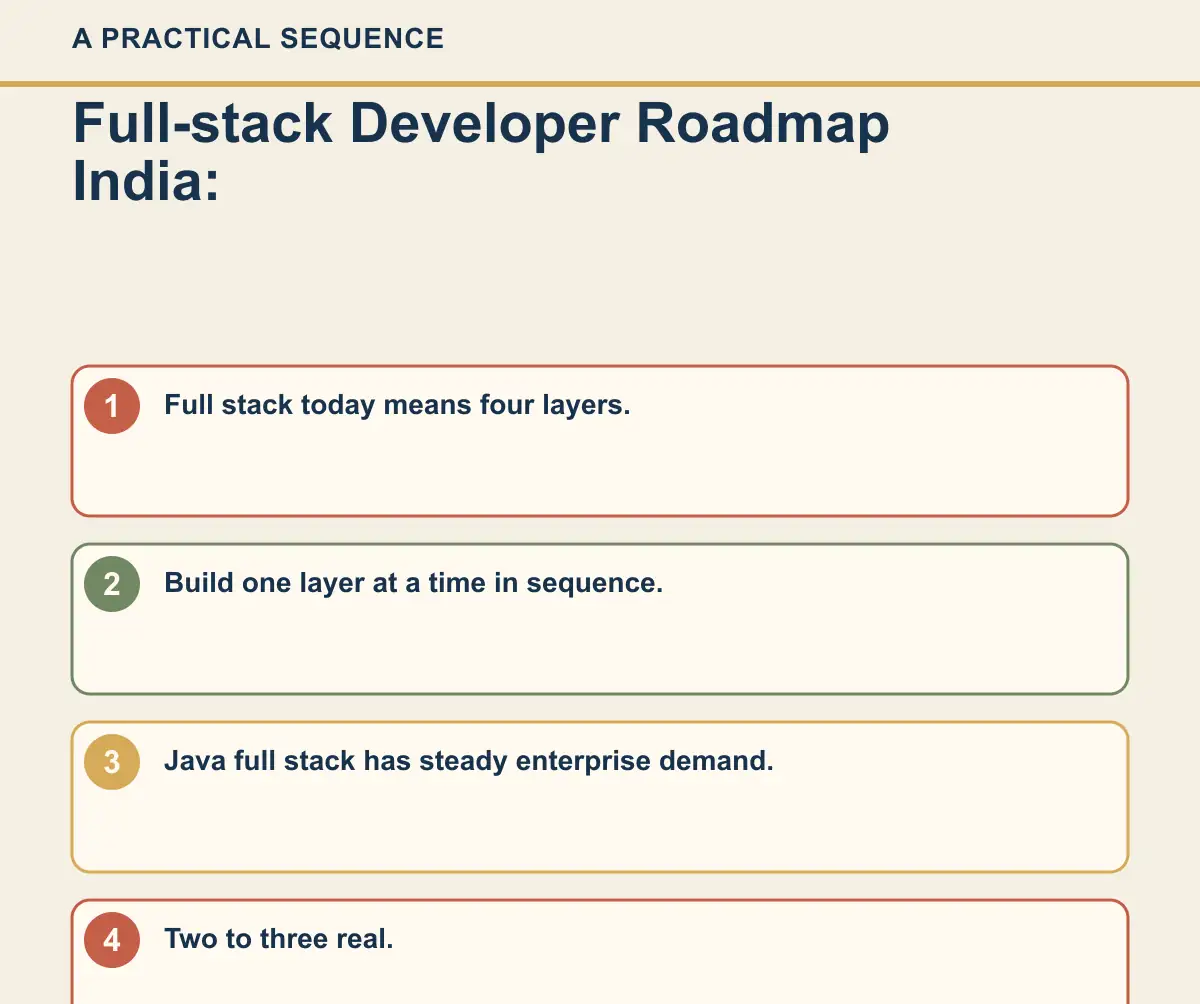 A PRACTICAL SEQUENCE
Full-stack Developer Roadmap
India:
1 Full stack today means four layers.
2 Build one layer at a time in sequence.
3 Java full stack has steady enterprise demand.
4 Two to three real.